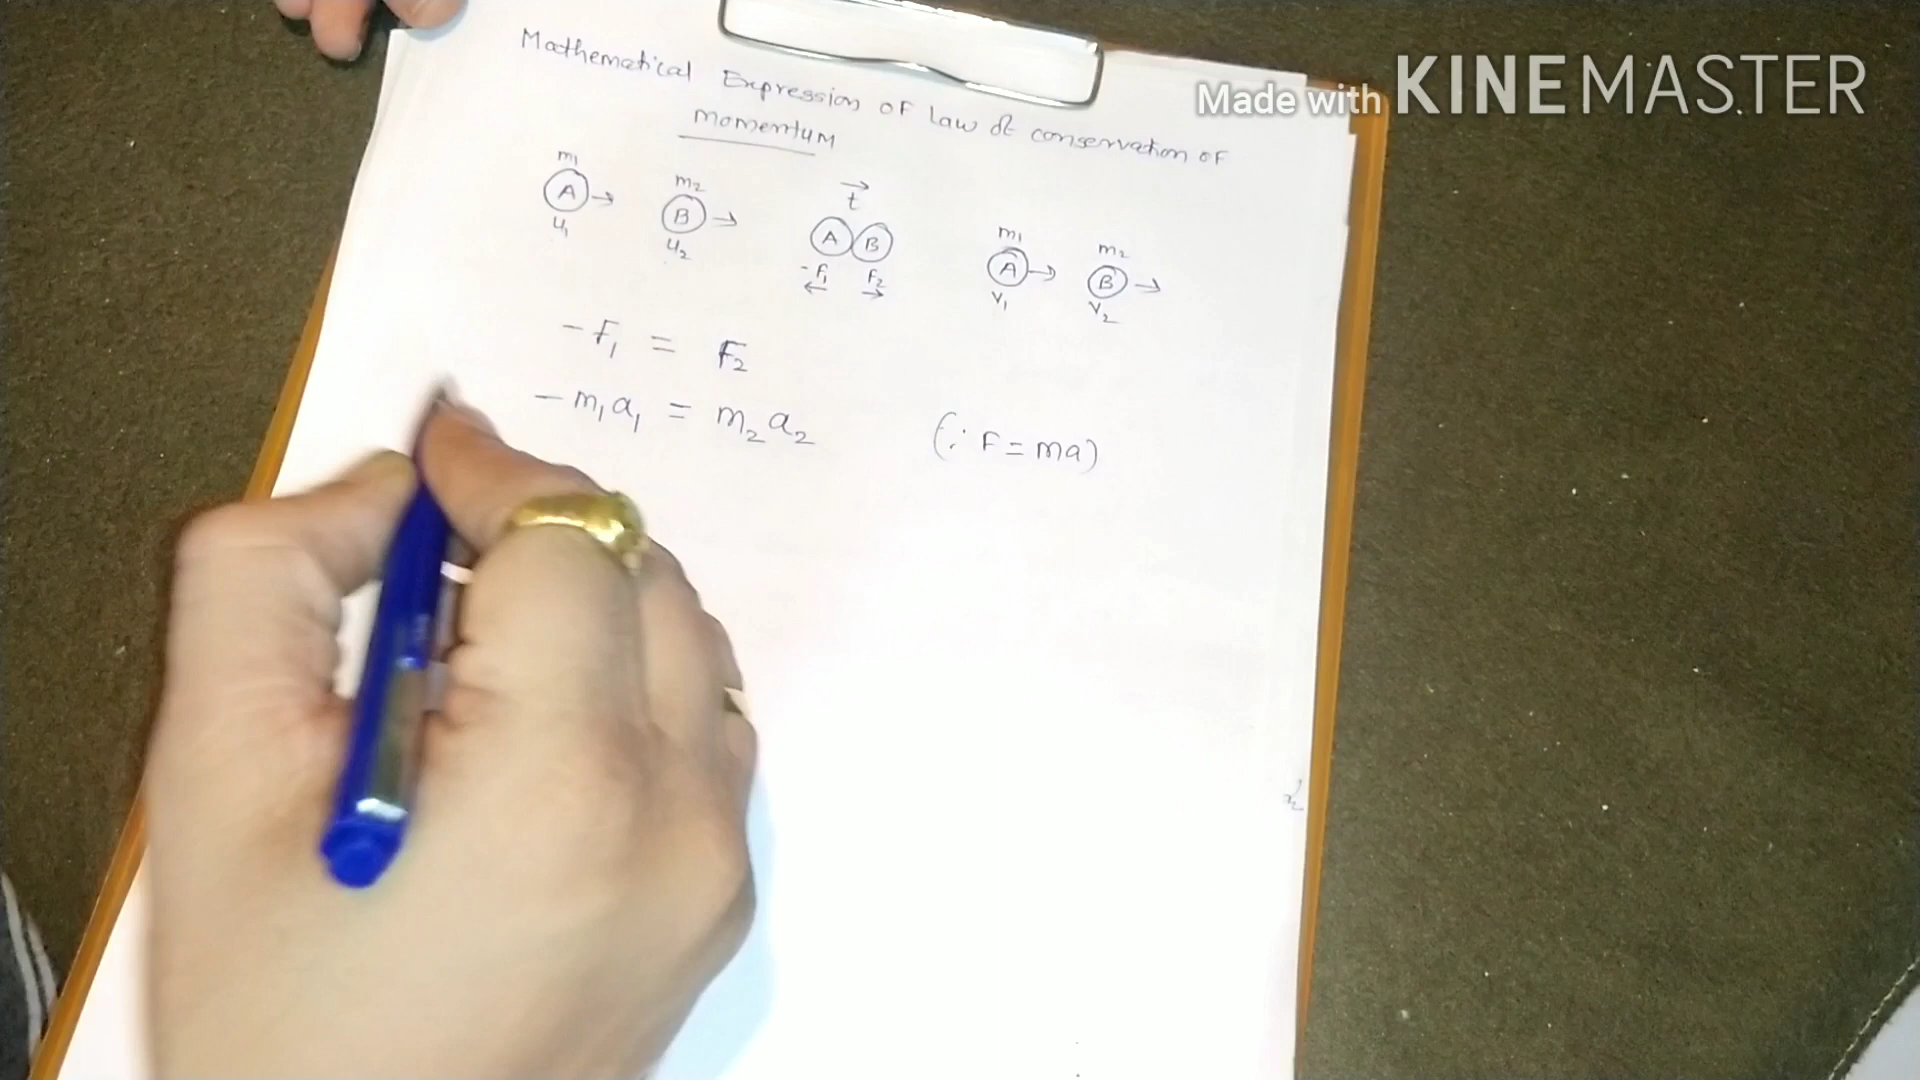 Made with KINEMASTER
Mathematical Expression of Law of conservation of
momentum
m1 m2 t m1 m2
A → B → A B A → B →
u1 u2 -F1 F2 v1 v2
-F1 = F2
-m1a1 = m2a2 (∵ F = ma)